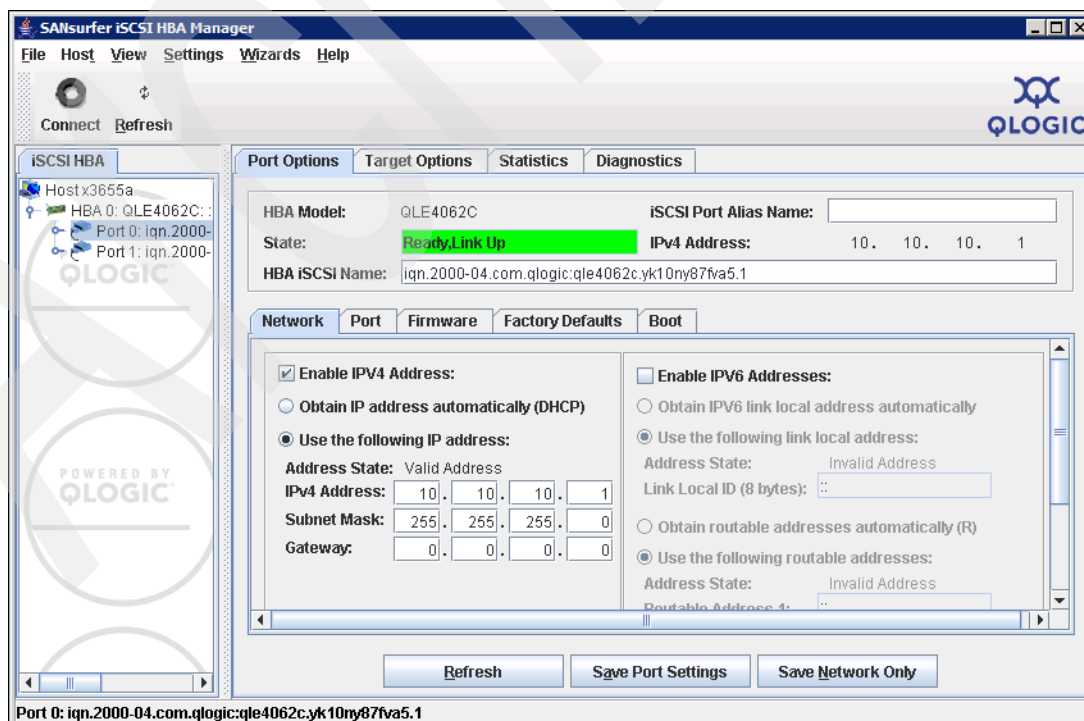 SANsurfer iSCSI HBA Manager
File Host View Settings Wizards Help
Connect Refresh
QLOGIC
iSCSI HBA
Host x3655a
HBA 0: QLE4062C: :
Port 0: iqn.2000-
Port 1: iqn.2000-
QLOGIC
POWERED BY
QLOGIC
Port Options Target Options Statistics Diagnostics
HBA Model: QLE4062C iSCSI Port Alias Name:
State: Ready,Link Up IPv4 Address: 10. 10. 10. 1
HBA iSCSI Name: iqn.2000-04.com.qlogic:qle4062c.yk10ny87fva5.1
Network Port Firmware Factory Defaults Boot
Enable IPV4 Address:
Obtain IP address automatically (DHCP)
Use the following IP address:
Address State: Valid Address
IPv4 Address: 10. 10. 10. 1
Subnet Mask: 255. 255. 255. 0
Gateway: 0. 0. 0. 0
Enable IPV6 Addresses:
Obtain IPV6 link local address automatically
Use the following link local address:
Address State: Invalid Address
Link Local ID (8 bytes): ::
Obtain routable addresses automatically (R)
Use the following routable addresses:
Address State: Invalid Address
Routable Address 1: ::
Refresh Save Port Settings Save Network Only
Port 0: iqn.2000-04.com.qlogic:qle4062c.yk10ny87fva5.1